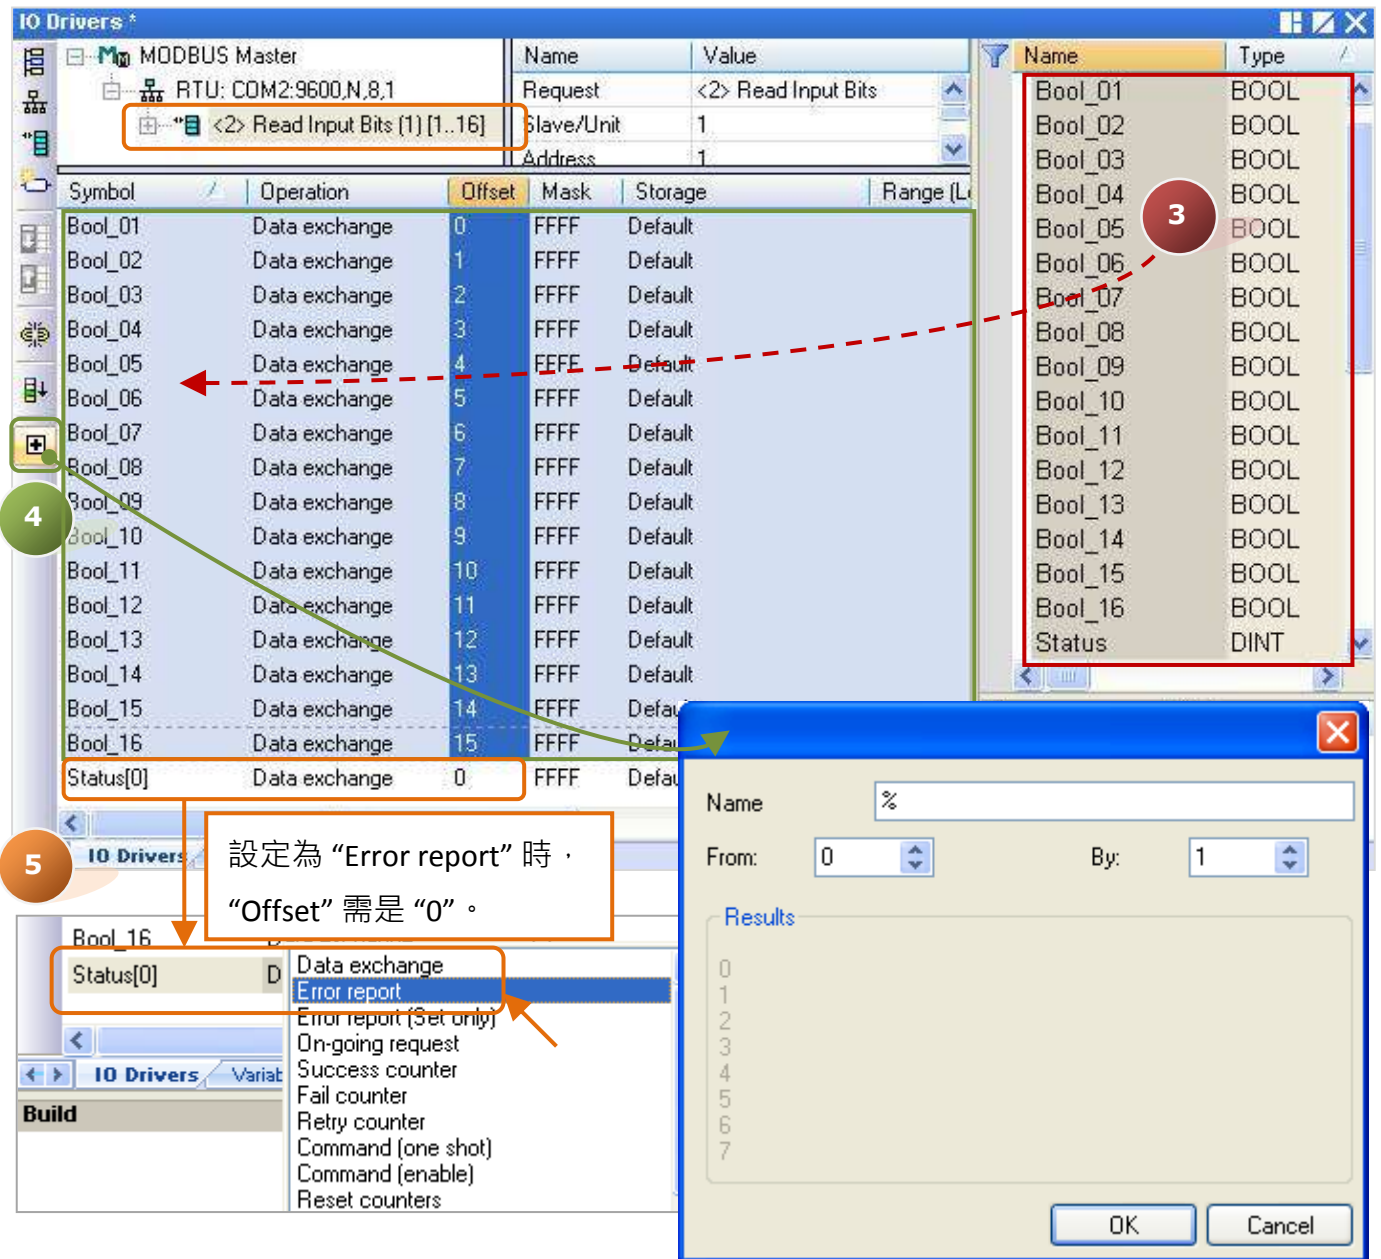 IO Drivers *
MODBUS Master
RTU: COM2:9600,N,8,1
<2> Read Input Bits (1) [1..16]
Name Value
Request <2> Read Input Bits
Slave/Unit 1
Address 1
Symbol Operation Offset Mask Storage Range (L
Bool_01 Data exchange 0 FFFF Default
Bool_02 Data exchange 1 FFFF Default
Bool_03 Data exchange 2 FFFF Default
Bool_04 Data exchange 3 FFFF Default
Bool_05 Data exchange 4 FFFF Default
Bool_06 Data exchange 5 FFFF Default
Bool_07 Data exchange 6 FFFF Default
Bool_08 Data exchange 7 FFFF Default
Bool_09 Data exchange 8 FFFF Default
Bool_10 Data exchange 9 FFFF Default
Bool_11 Data exchange 10 FFFF Default
Bool_12 Data exchange 11 FFFF Default
Bool_13 Data exchange 12 FFFF Default
Bool_14 Data exchange 13 FFFF Default
Bool_15 Data exchange 14 FFFF Defau
Bool_16 Data exchange 15 FFFF Defau
Status[0] Data exchange 0 FFFF Defau
IO Drivers
Name Type
Bool_01 BOOL
Bool_02 BOOL
Bool_03 BOOL
Bool_04 BOOL
Bool_05 BOOL
Bool_06 BOOL
Bool_07 BOOL
Bool_08 BOOL
Bool_09 BOOL
Bool_10 BOOL
Bool_11 BOOL
Bool_12 BOOL
Bool_13 BOOL
Bool_14 BOOL
Bool_15 BOOL
Bool_16 BOOL
Status DINT
3
4
5
設定為 “Error report” 時，
“Offset” 需是 “0”。
Name %
From: 0 By: 1
Results
0
1
2
3
4
5
6
7
OK Cancel
Bool_16
Status[0] D
Data exchange
Error report
Error report (Set only)
On-going request
Success counter
Fail counter
Retry counter
Command (one shot)
Command (enable)
Reset counters
IO Drivers Variab
Build